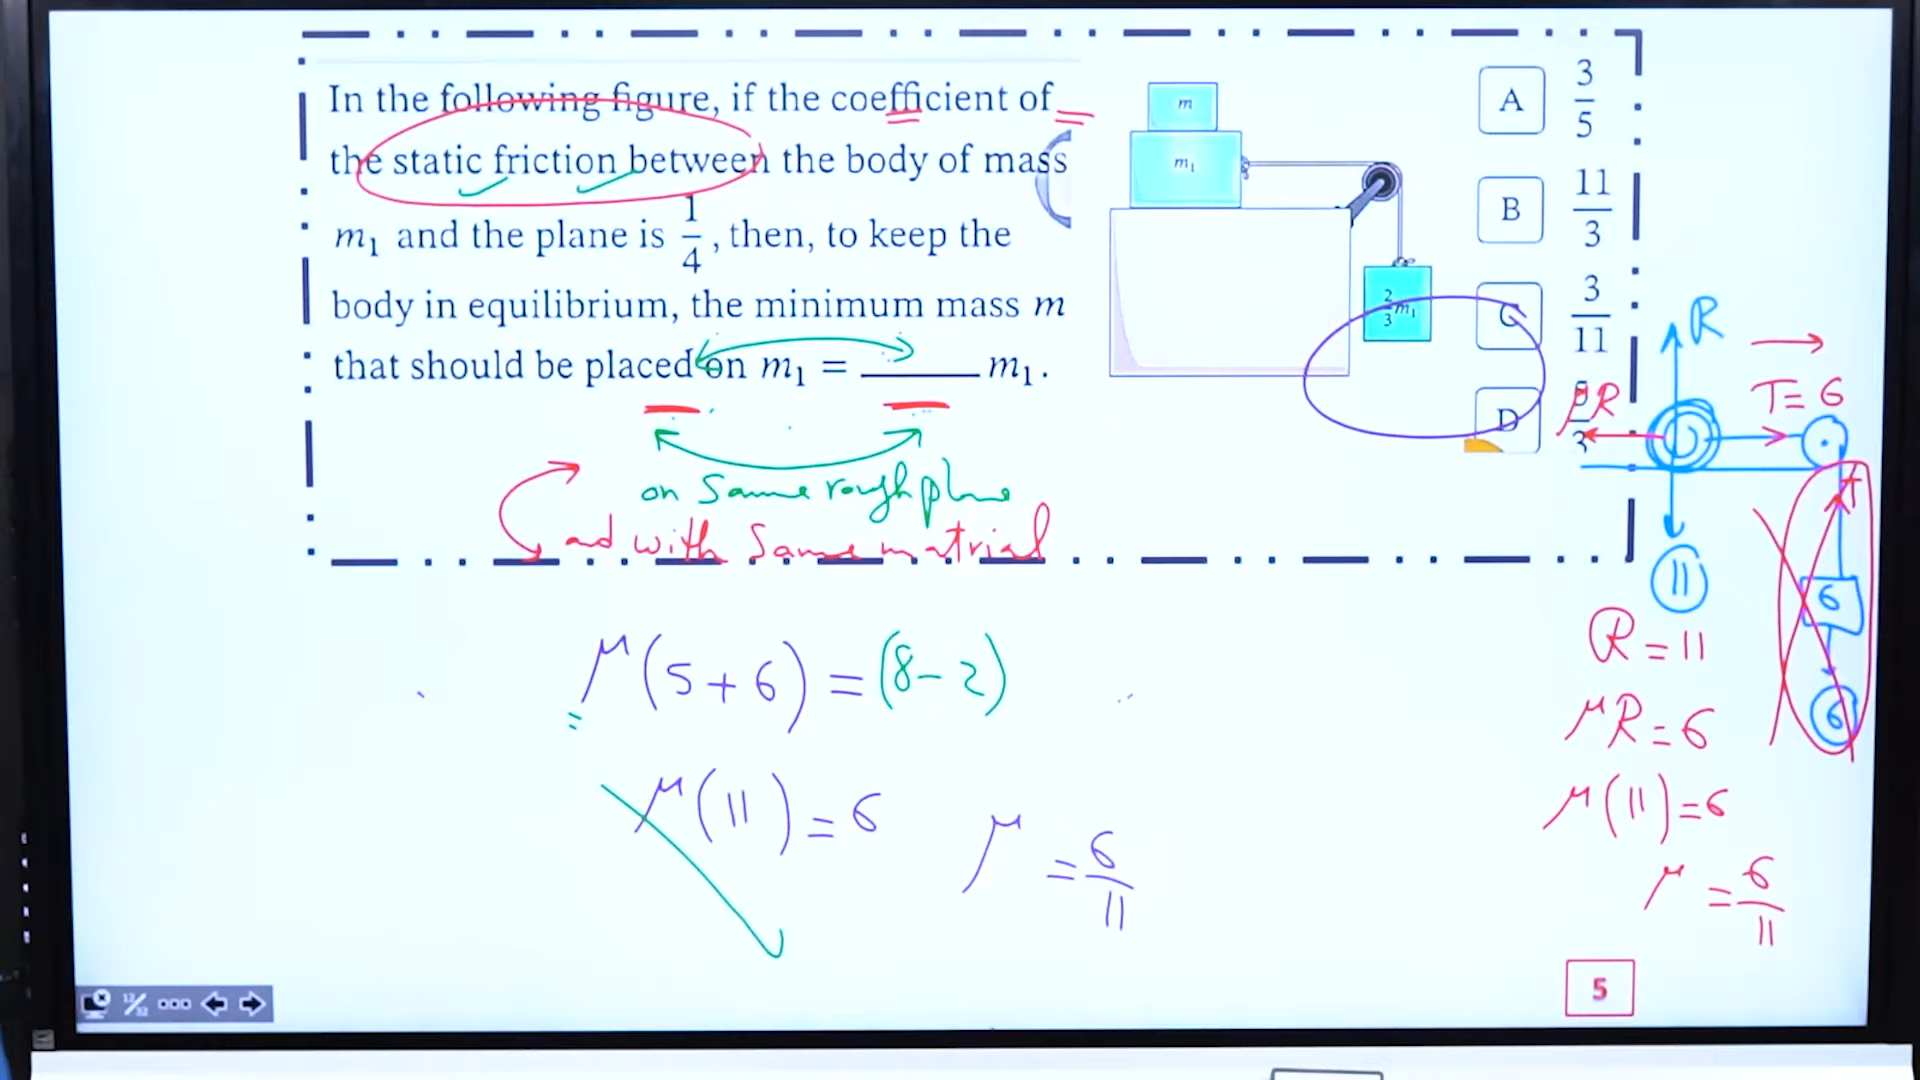 In the following figure, if the coefficient of
the static friction between the body of mass
m₁ and the plane is 1/4, then, to keep the
body in equilibrium, the minimum mass m
that should be placed on m₁ = ______ m₁.
m
m₁
2/3 m₁
A 3/5
B 11/3
C 3/11
D
on same rough plane
and with same matrial
μ(5+6) = (8-2)
μ(11) = 6
μ = 6/11
R
T = 6
μR
T
11
6
6
R = 11
μR = 6
μ(11) = 6
μ = 6/11
12/32
5